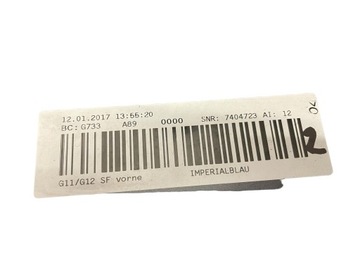 12.01.2017 13:56:20
BC: G733 A89 0000 SNR: 7404723 AI: 12
2
G11/G12 SF vorne IMPERIALBLAU